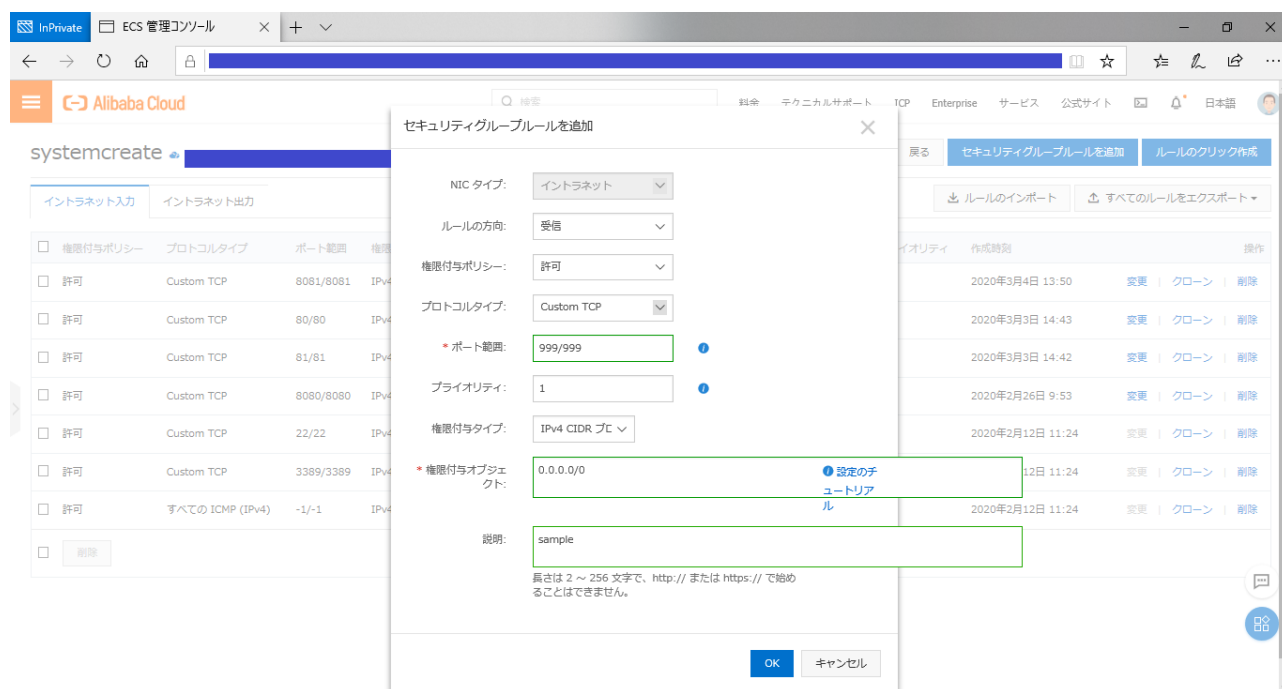 InPrivate
ECS 管理コンソール
Alibaba Cloud
検索
料金
テクニカルサポート
ICP
Enterprise
サービス
公式サイト
日本語
systemcreate
戻る
セキュリティグループルールを追加
ルールのクリック作成
イントラネット入力
イントラネット出力
ルールのインポート
すべてのルールをエクスポート
権限付与ポリシー プロトコルタイプ ポート範囲 権限 イオリティ 作成時刻 操作
許可 Custom TCP 8081/8081 IPv4 2020年3月4日 13:50 変更 クローン 削除
許可 Custom TCP 80/80 IPv4 2020年3月3日 14:43 変更 クローン 削除
許可 Custom TCP 81/81 IPv4 2020年3月3日 14:42 変更 クローン 削除
許可 Custom TCP 8080/8080 IPv4 2020年2月26日 9:53 変更 クローン 削除
許可 Custom TCP 22/22 IPv4 2020年2月12日 11:24 変更 クローン 削除
許可 Custom TCP 3389/3389 IPv4 12日 11:24 変更 クローン 削除
許可 すべての ICMP (IPv4) -1/-1 IPv4 2020年2月12日 11:24 変更 クローン 削除
削除
セキュリティグループルールを追加
NIC タイプ: イントラネット
ルールの方向: 受信
権限付与ポリシー: 許可
プロトコルタイプ: Custom TCP
* ポート範囲: 999/999
プライオリティ: 1
権限付与タイプ: IPv4 CIDR ブロ
* 権限付与オブジェ
クト:
0.0.0.0/0
設定のチ
ュートリア
ル
説明: sample
長さは 2 ～ 256 文字で、http:// または https:// で始め
ることはできません。
OK
キャンセル